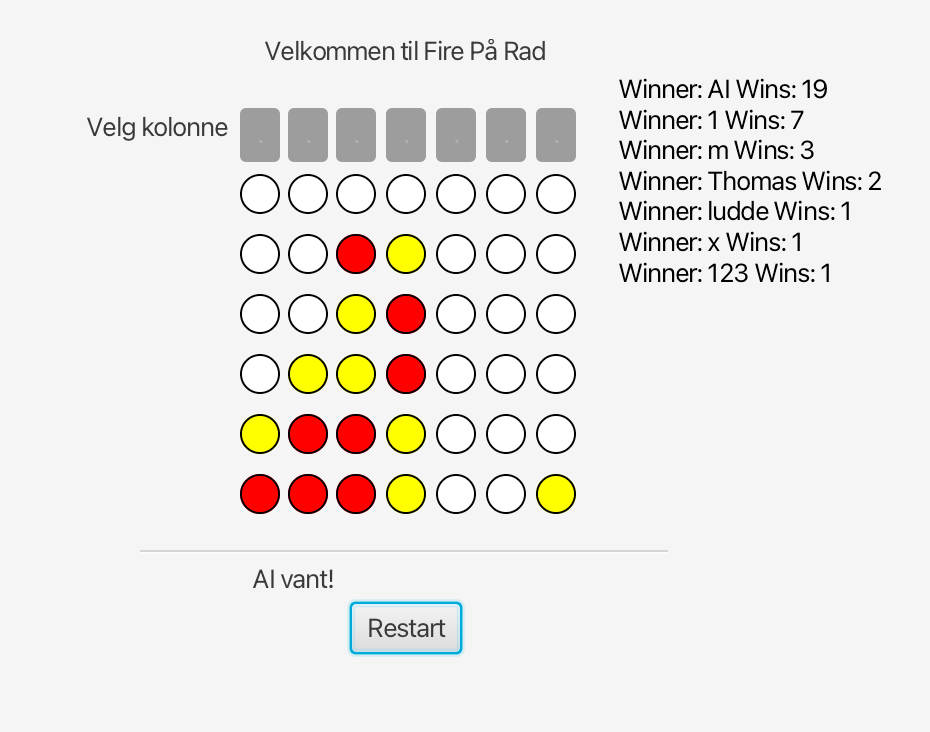 Velkommen til Fire På Rad
Velg kolonne
Winner: AI Wins: 19
Winner: 1 Wins: 7
Winner: m Wins: 3
Winner: Thomas Wins: 2
Winner: ludde Wins: 1
Winner: x Wins: 1
Winner: 123 Wins: 1
AI vant!
Restart